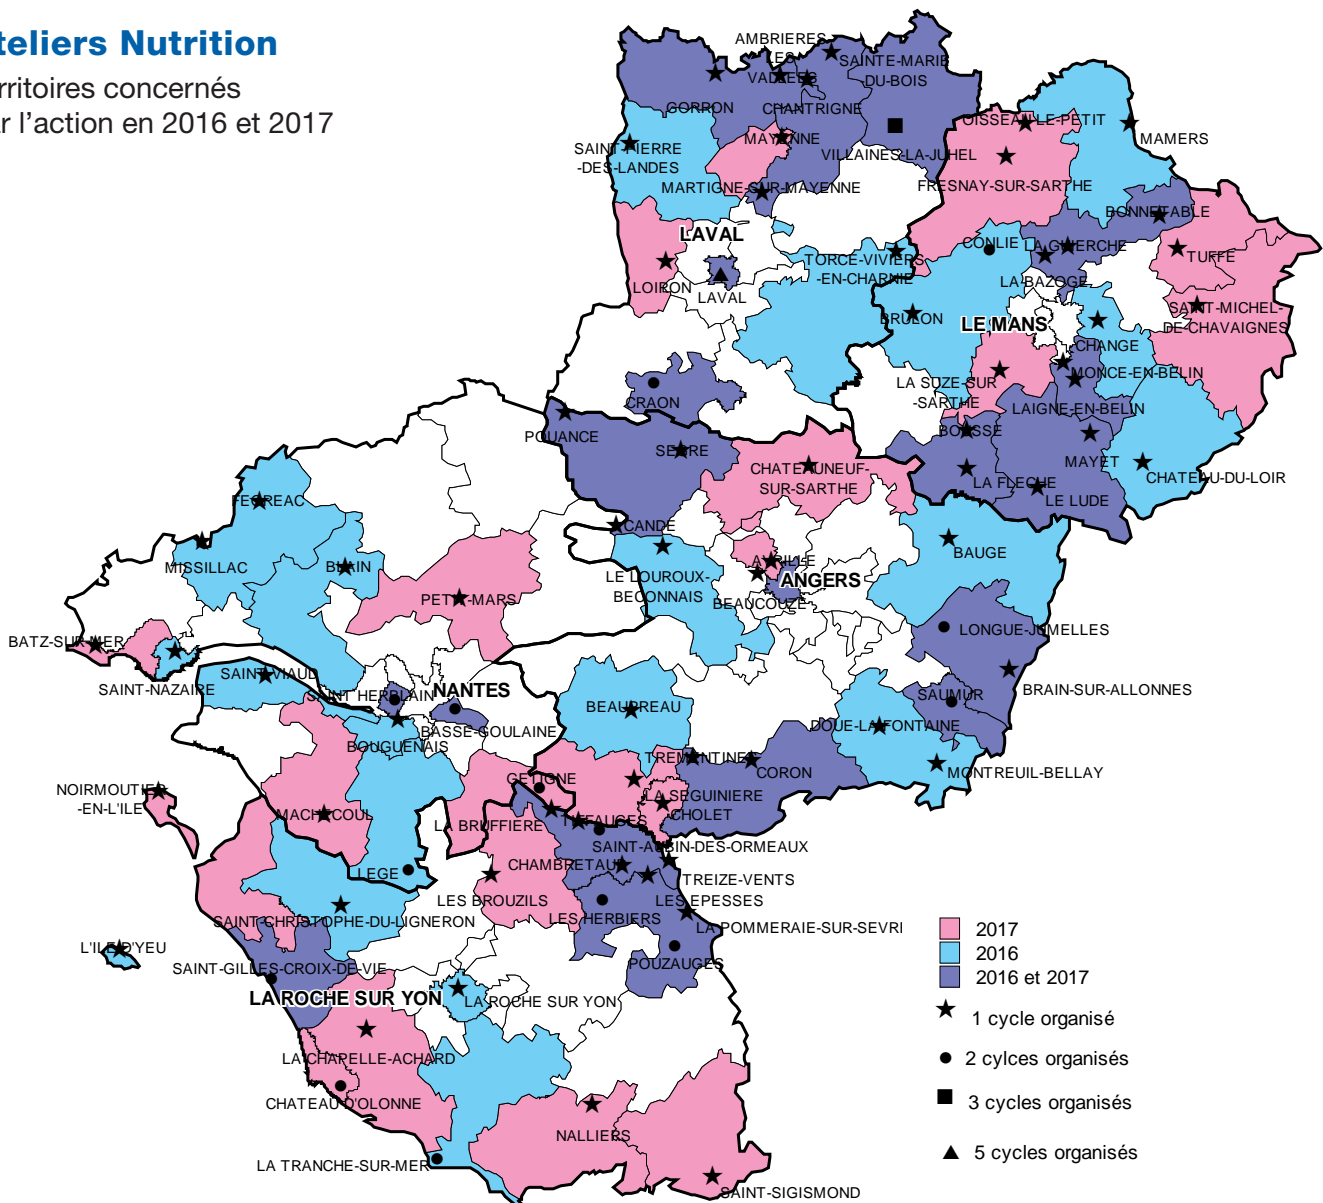 teliers Nutrition
rritoires concernés
ar l'action en 2016 et 2017
AMBRIERES-
LES-
VALLEES
SAINTE-MARIE
-DU-BOIS
GORRON
CHANTRIGNE
OISSEAU-LE-PETIT
MAMERS
SAINT-PIERRE
-DES-LANDES
MAYENNE
VILLAINES-LA-JUHEL
MARTIGNE-SUR-MAYENNE
FRESNAY-SUR-SARTHE
BONNETABLE
LAVAL
CONLIE
LA GUIERCHE
TUFFE
TORCE-VIVIERS
-EN-CHARNIE
LOIRON
LAVAL
LA BAZOGE
SAINT-MICHEL-
DE-CHAVAIGNES
BRULON
LE MANS
CHANGE
MONCE-EN-BELIN
LA SUZE-SUR
-SARTHE
CRAON
LAIGNE-EN-BELIN
POUANCE
BOUSSE
SEGRE
MAYET
CHATEAUNEUF-
SUR-SARTHE
LA FLECHE
CHATEAU-DU-LOIR
LE LUDE
FEGREAC
CANDE
BAUGE
MISSILLAC
BLAIN
AVRILLE
ANGERS
LE LOUROUX-
BECONNAIS
PETIT-MARS
BEAUCOUZE
LONGUE-JUMELLES
BATZ-SUR-MER
SAINT-VIAUD
SAINT-NAZAIRE
SAINT HERBLAIN
NANTES
BRAIN-SUR-ALLONNES
SAUMUR
BEAUPREAU
DOUE-LA-FONTAINE
BASSE-GOULAINE
BOUGUENAIS
TREMENTINES
CORON
MONTREUIL-BELLAY
GETIGNE
NOIRMOUTIER
-EN-L'ILE
LA SEGUINIERE
CHOLET
MACHECOUL
LA BRUFFIERE
TIFFAUGES
SAINT-AUBIN-DES-ORMEAUX
CHAMBRETAUD
LEGE
TREIZE-VENTS
LES BROUZILS
LES EPESSES
SAINT-CHRISTOPHE-DU-LIGNERON
LES HERBIERS
LA POMMERAIE-SUR-SEVRI
L'ILE D'YEU
POUZAUGES
SAINT-GILLES-CROIX-DE-VIE
LA ROCHE SUR YON
LA ROCHE SUR YON
LA CHAPELLE-ACHARD
CHATEAU D'OLONNE
NALLIERS
LA TRANCHE-SUR-MER
SAINT-SIGISMOND
2017
2016
2016 et 2017
1 cycle organisé
2 cylces organisés
3 cycles organisés
5 cycles organisés